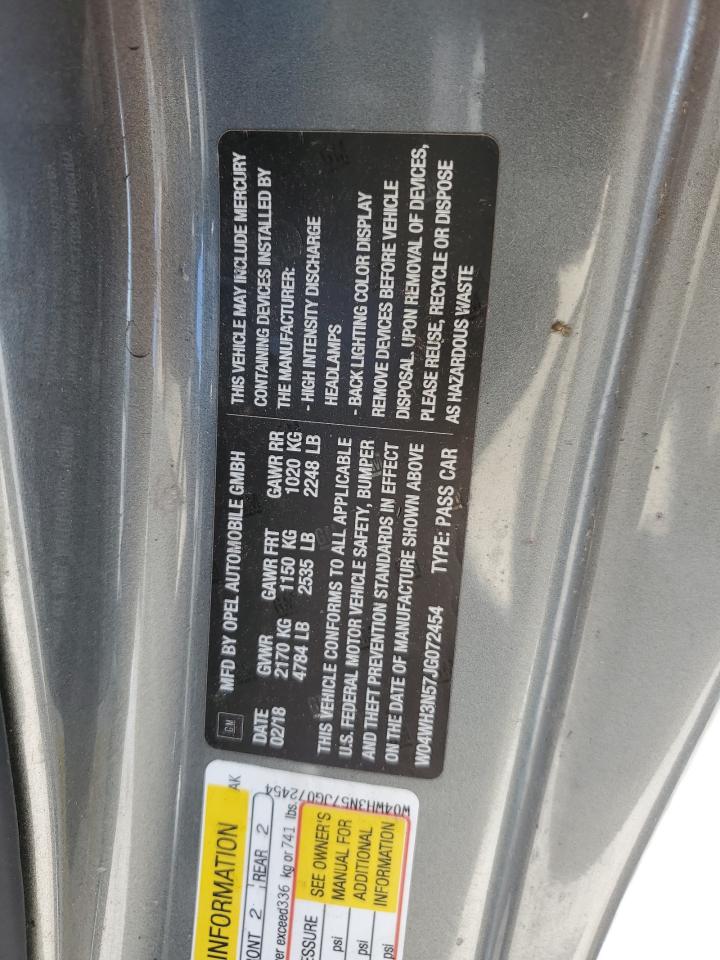 GM
MFD BY OPEL AUTOMOBILE GMBH
DATE GVWR GAWR FRT GAWR RR
02/18 2170 KG 1150 KG 1020 KG
4784 LB 2535 LB 2248 LB
THIS VEHICLE CONFORMS TO ALL APPLICABLE
U.S. FEDERAL MOTOR VEHICLE SAFETY, BUMPER
AND THEFT PREVENTION STANDARDS IN EFFECT
ON THE DATE OF MANUFACTURE SHOWN ABOVE
W04WH3N57JG072454 TYPE: PASS CAR
THIS VEHICLE MAY INCLUDE MERCURY
CONTAINING DEVICES INSTALLED BY
THE MANUFACTURER:
- HIGH INTENSITY DISCHARGE
HEADLAMPS
- BACK LIGHTING COLOR DISPLAY
REMOVE DEVICES BEFORE VEHICLE
DISPOSAL UPON REMOVAL OF DEVICES,
PLEASE REUSE, RECYCLE OR DISPOSE
AS HAZARDOUS WASTE
INFORMATION
AK
ONT 2 REAR 2
er exceed 336 kg or 741 lbs.
W04WH3N57JG072454
ESSURE
psi
psi
psi
SEE OWNER'S
MANUAL FOR
ADDITIONAL
INFORMATION